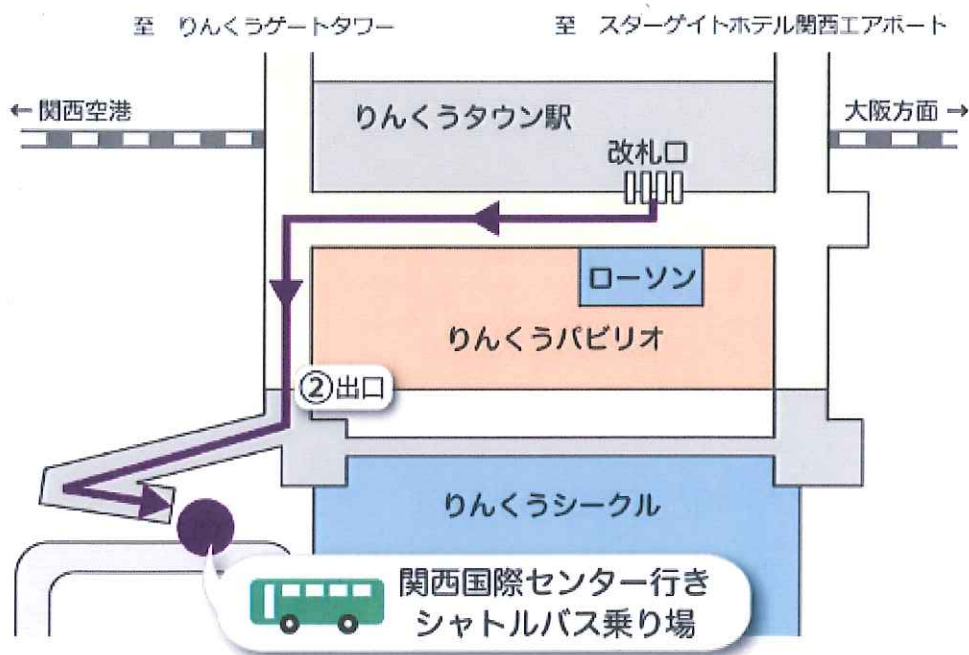 至 りんくうゲートタワー
至 スターゲイトホテル関西エアポート
←関西空港
大阪方面→
りんくうタウン駅
改札口
ローソン
りんくうパビリオ
②出口
りんくうシークル
関西国際センター行き
シャトルバス乗り場